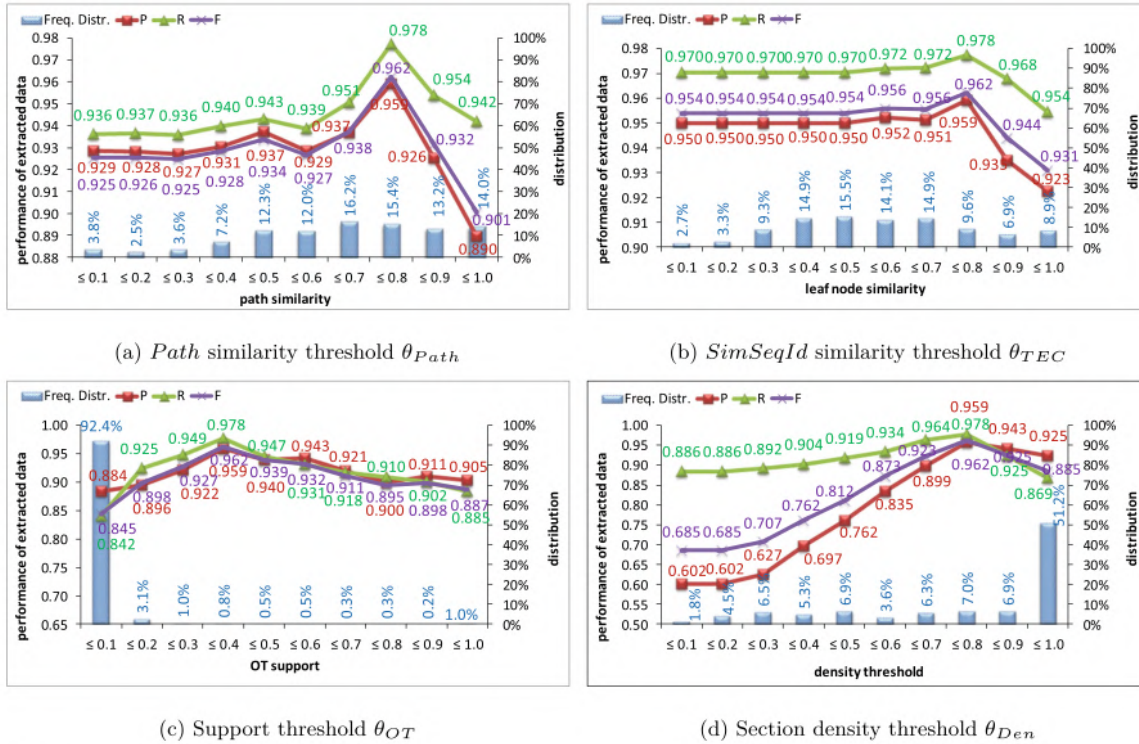 Freq. Distr. P R F
0.98 0.97 0.96 0.95 0.94 0.93 0.92 0.91 0.90 0.89 0.88
performance of extracted data
100% 90% 80% 70% 60% 50% 40% 30% 20% 10% 0%
distribution
0.936 0.937 0.936 0.940 0.943 0.939 0.951 0.978 0.954 0.942
0.929 0.928 0.927 0.931 0.937 0.929 0.937 0.959 0.926 0.890
0.925 0.926 0.925 0.928 0.934 0.927 0.938 0.962 0.932 0.901
3.8% 2.5% 3.6% 7.2% 12.3% 12.0% 16.2% 15.4% 13.2% 14.0%
≤ 0.1 ≤ 0.2 ≤ 0.3 ≤ 0.4 ≤ 0.5 ≤ 0.6 ≤ 0.7 ≤ 0.8 ≤ 0.9 ≤ 1.0
path similarity
(a) Path similarity threshold θPath
Freq. Distr. P R F
0.98 0.97 0.96 0.95 0.94 0.93 0.92 0.91 0.90
performance of extracted data
100% 90% 80% 70% 60% 50% 40% 30% 20% 10% 0%
distribution
0.970 0.970 0.970 0.970 0.970 0.972 0.972 0.978 0.968 0.954
0.954 0.954 0.954 0.954 0.954 0.956 0.956 0.962 0.944 0.931
0.950 0.950 0.950 0.950 0.950 0.952 0.951 0.959 0.935 0.923
2.7% 3.3% 9.3% 14.9% 15.5% 14.1% 14.9% 9.6% 6.9% 8.9%
≤ 0.1 ≤ 0.2 ≤ 0.3 ≤ 0.4 ≤ 0.5 ≤ 0.6 ≤ 0.7 ≤ 0.8 ≤ 0.9 ≤ 1.0
leaf node similarity
(b) SimSeqId similarity threshold θTEC
Freq. Distr. P R F
1.00 0.95 0.90 0.85 0.80 0.75 0.70 0.65
performance of extracted data
100% 90% 80% 70% 60% 50% 40% 30% 20% 10% 0%
distribution
92.4% 3.1% 1.0% 0.8% 0.5% 0.5% 0.3% 0.3% 0.2% 1.0%
0.884 0.896 0.922 0.959 0.940 0.943 0.921 0.900 0.911 0.905
0.842 0.925 0.949 0.978 0.947 0.931 0.918 0.910 0.902 0.885
0.845 0.898 0.927 0.962 0.939 0.932 0.911 0.895 0.898 0.887
≤ 0.1 ≤ 0.2 ≤ 0.3 ≤ 0.4 ≤ 0.5 ≤ 0.6 ≤ 0.7 ≤ 0.8 ≤ 0.9 ≤ 1.0
OT support
(c) Support threshold θOT
Freq. Distr. P R F
1.00 0.95 0.90 0.85 0.80 0.75 0.70 0.65 0.60 0.55 0.50
performance of extracted data
100% 90% 80% 70% 60% 50% 40% 30% 20% 10% 0%
distribution
0.886 0.886 0.892 0.904 0.919 0.934 0.964 0.978 0.925 0.869
0.685 0.685 0.707 0.762 0.812 0.873 0.923 0.962 0.925 0.885
0.602 0.602 0.627 0.697 0.762 0.835 0.899 0.959 0.943 0.925
1.8% 4.5% 6.5% 5.3% 6.9% 3.6% 6.3% 7.0% 6.9% 51.2%
≤ 0.1 ≤ 0.2 ≤ 0.3 ≤ 0.4 ≤ 0.5 ≤ 0.6 ≤ 0.7 ≤ 0.8 ≤ 0.9 ≤ 1.0
density threshold
(d) Section density threshold θDen